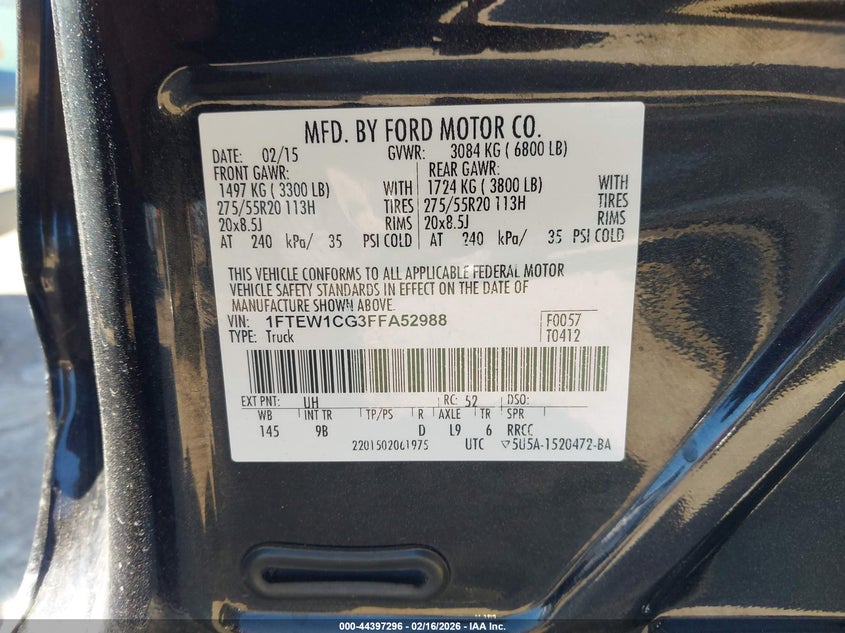 MFD. BY FORD MOTOR CO.
DATE: 02/15 GVWR: 3084 KG ( 6800 LB)
FRONT GAWR: REAR GAWR:
1497 KG ( 3300 LB) WITH 1724 KG ( 3800 LB) WITH
275/55R20 113H TIRES 275/55R20 113H TIRES
20x8.5J RIMS 20x8.5J RIMS
AT 240 kPa/ 35 PSI COLD AT 240 kPa/ 35 PSI COLD
THIS VEHICLE CONFORMS TO ALL APPLICABLE FEDERAL MOTOR
VEHICLE SAFETY STANDARDS IN EFFECT ON THE DATE OF
MANUFACTURE SHOWN ABOVE.
VIN: 1FTEW1CG3FFA52988 F0057
TYPE: Truck T0412
EXT PNT: UH RC: 52 DSO:
WB INT TR TP/PS R AXLE TR SPR
145 9B D L9 6 RRCC
2201502061975 UTC ▽5U5A-1520472-BA
000-44397296 - 02/16/2026 - IAA Inc.